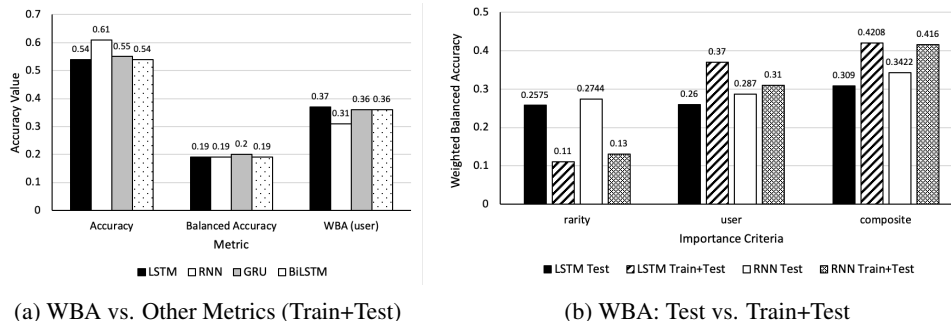 0.7
0.6
0.5
0.4
0.3
0.2
0.1
0
Accuracy Value
0.54
0.61
0.55
0.54
0.19
0.19
0.2
0.19
0.37
0.31
0.36
0.36
Accuracy
Balanced Accuracy
WBA (user)
Metric
LSTM
RNN
GRU
BiLSTM
(a) WBA vs. Other Metrics (Train+Test)
0.5
0.4
0.3
0.2
0.1
0
Weighted Balanced Accuracy
0.2575
0.11
0.2744
0.13
0.26
0.37
0.287
0.31
0.309
0.4208
0.3422
0.416
rarity
user
composite
Importance Criteria
LSTM Test
LSTM Train+Test
RNN Test
RNN Train+Test
(b) WBA: Test vs. Train+Test